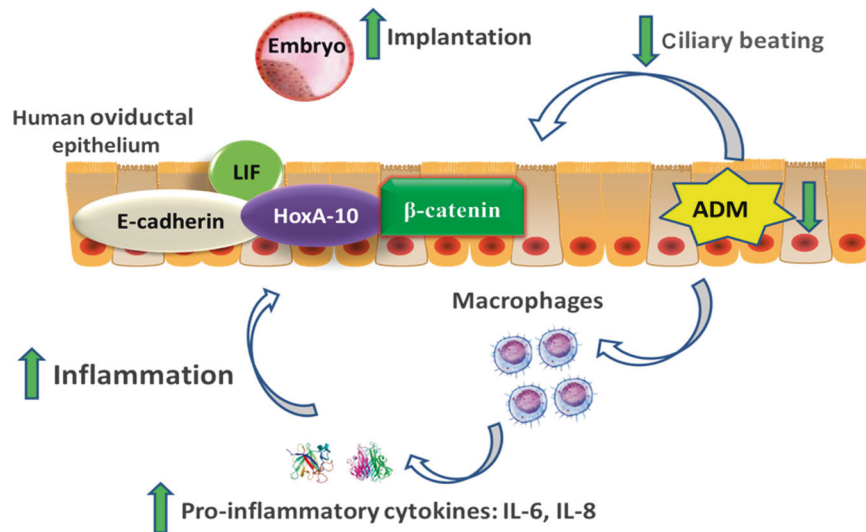 Embryo
Implantation
Ciliary beating
Human oviductal
epithelium
LIF
E-cadherin
HoxA-10
β-catenin
ADM
Macrophages
Inflammation
Pro-inflammatory cytokines: IL-6, IL-8